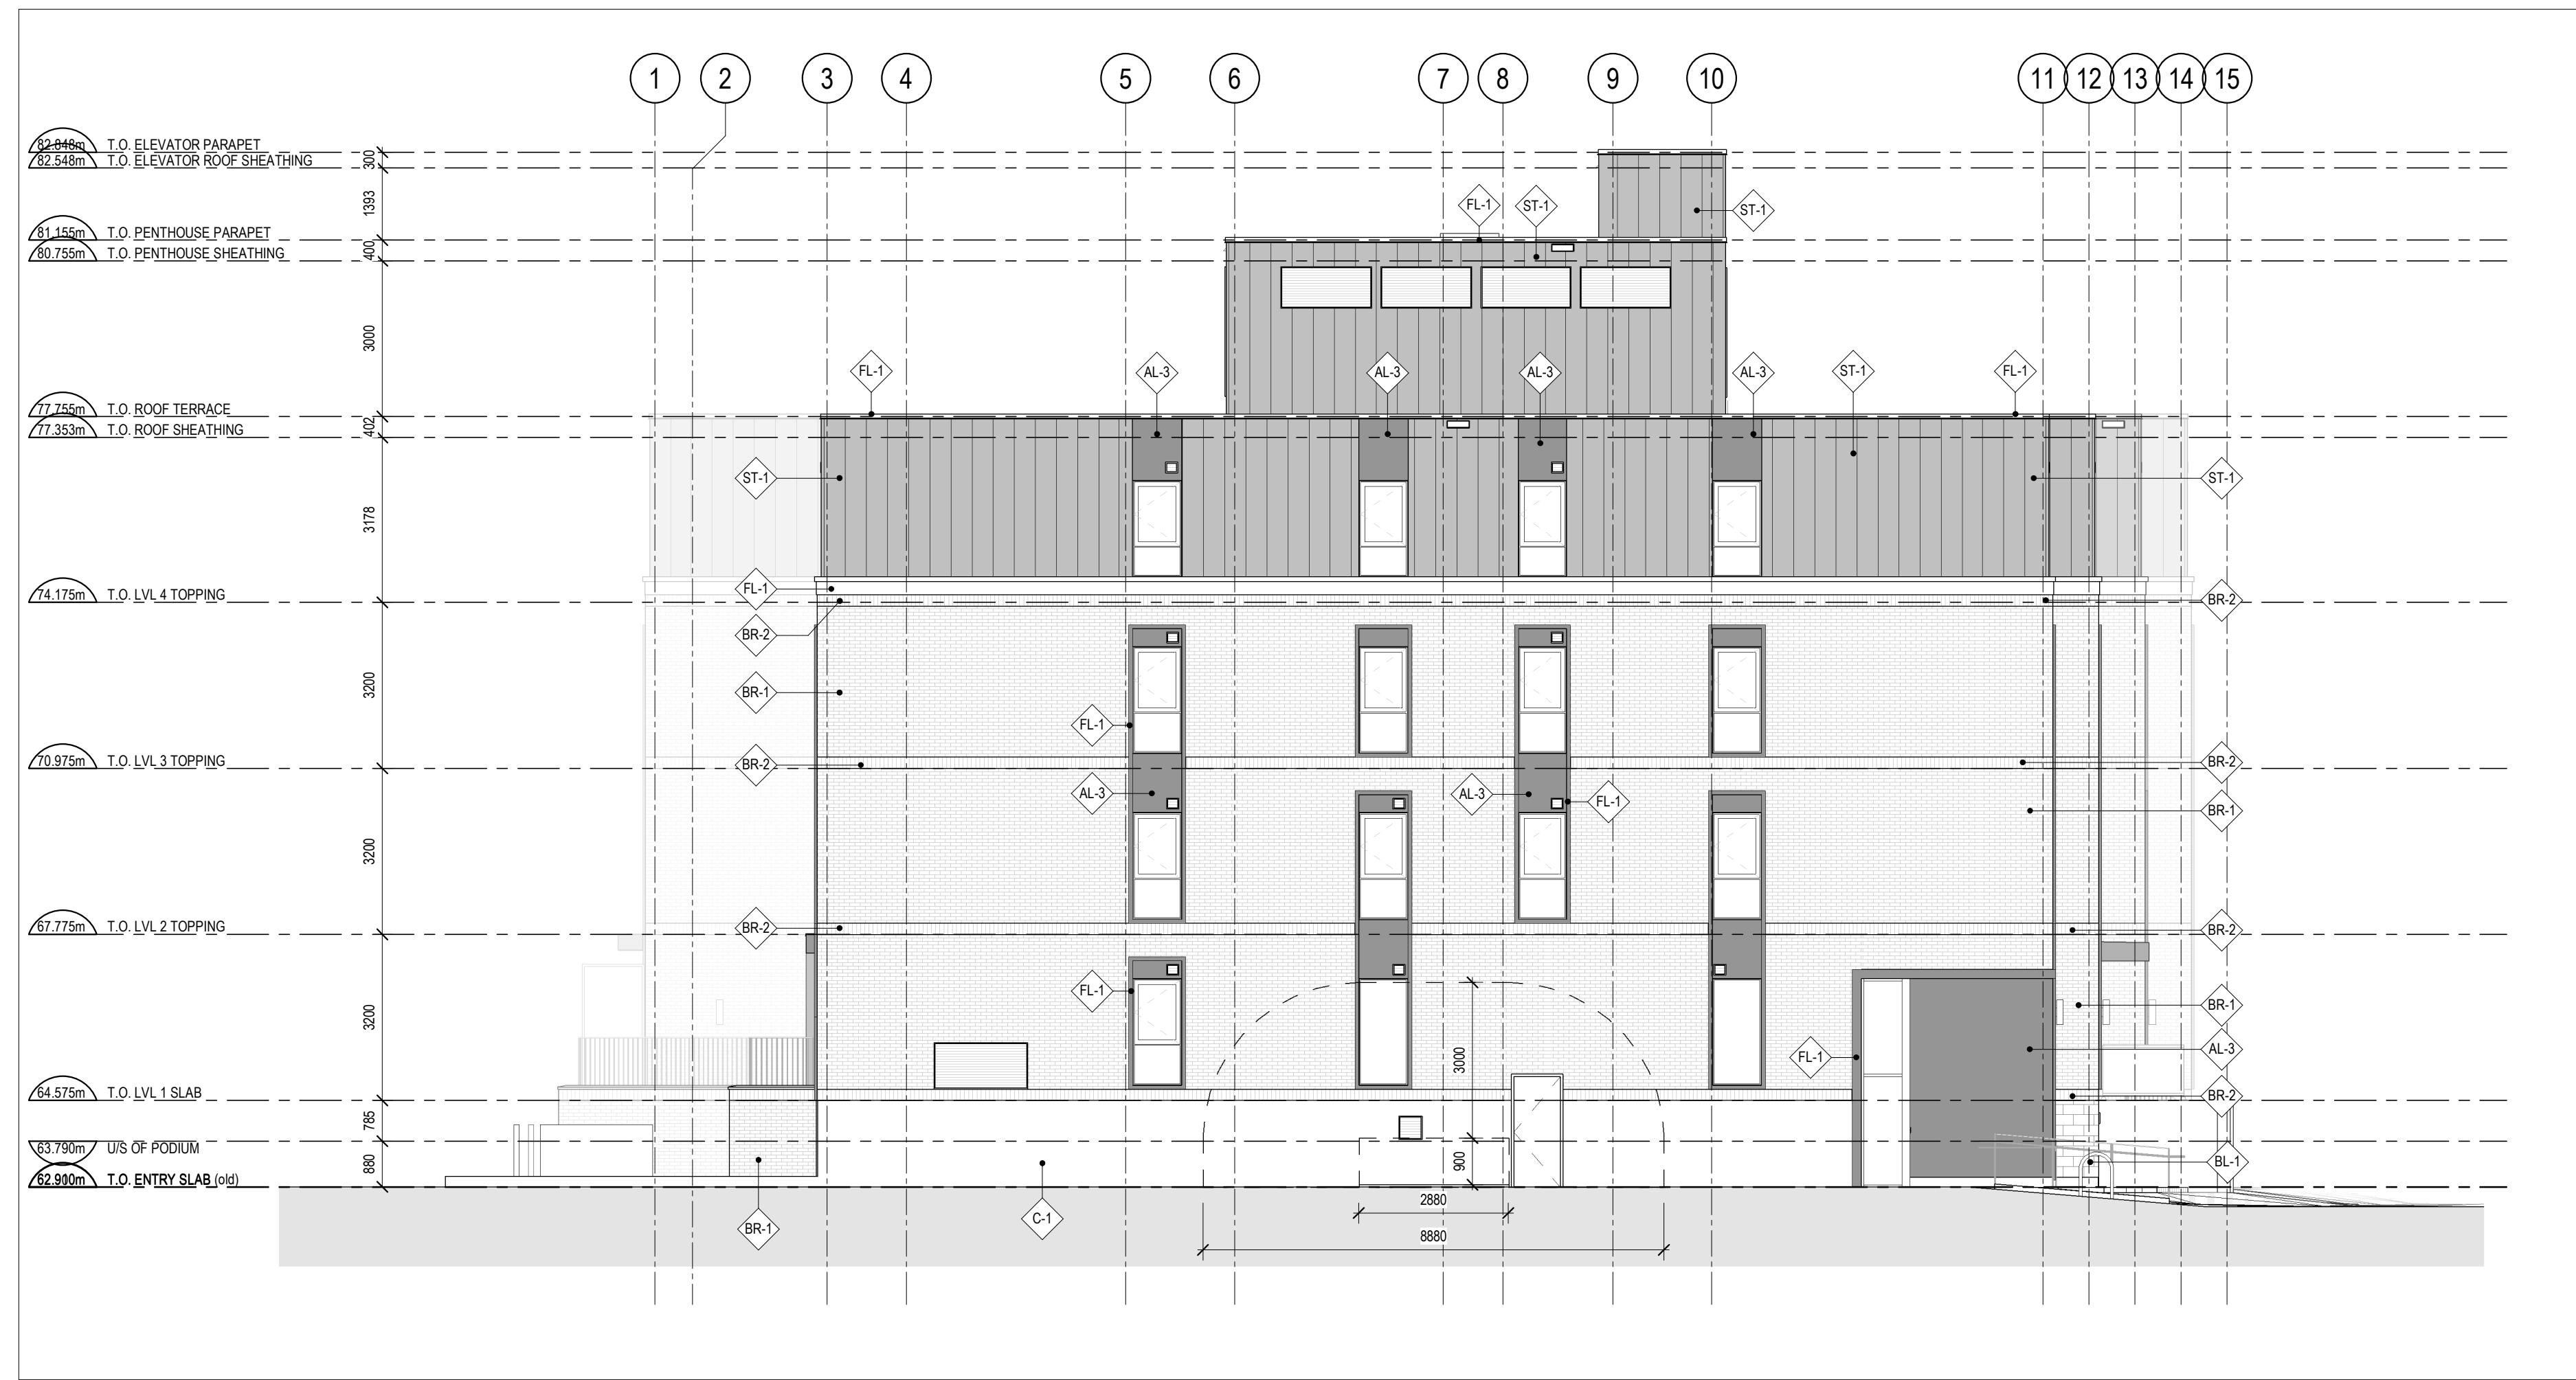 1 2 3 4 5 6 7 8 9 10 11 12 13 14 15
82.848m T.O. ELEVATOR PARAPET
82.548m T.O. ELEVATOR ROOF SHEATHING
300
1393
FL-1 ST-1 ST-1
81.155m T.O. PENTHOUSE PARAPET
400
80.755m T.O. PENTHOUSE SHEATHING
3000
FL-1 AL-3 AL-3 AL-3 AL-3 ST-1 FL-1
77.755m T.O. ROOF TERRACE
402
77.353m T.O. ROOF SHEATHING
ST-1 ST-1
3178
FL-1
74.175m T.O. LVL 4 TOPPING
BR-2
BR-2
3200
BR-1
FL-1
70.975m T.O. LVL 3 TOPPING
BR-2 BR-2
AL-3 AL-3 FL-1 BR-1
3200
67.775m T.O. LVL 2 TOPPING
BR-2 BR-2
FL-1 BR-1
3200
3000
FL-1 AL-3
64.575m T.O. LVL 1 SLAB
BR-2
785
63.790m U/S OF PODIUM
880
900
BL-1
62.900m T.O. ENTRY SLAB (old)
2880
BR-1 C-1
8880